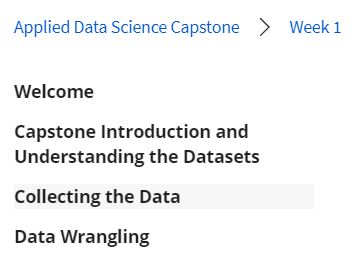 Applied Data Science Capstone > Week 1
Welcome
Capstone Introduction and
Understanding the Datasets
Collecting the Data
Data Wrangling